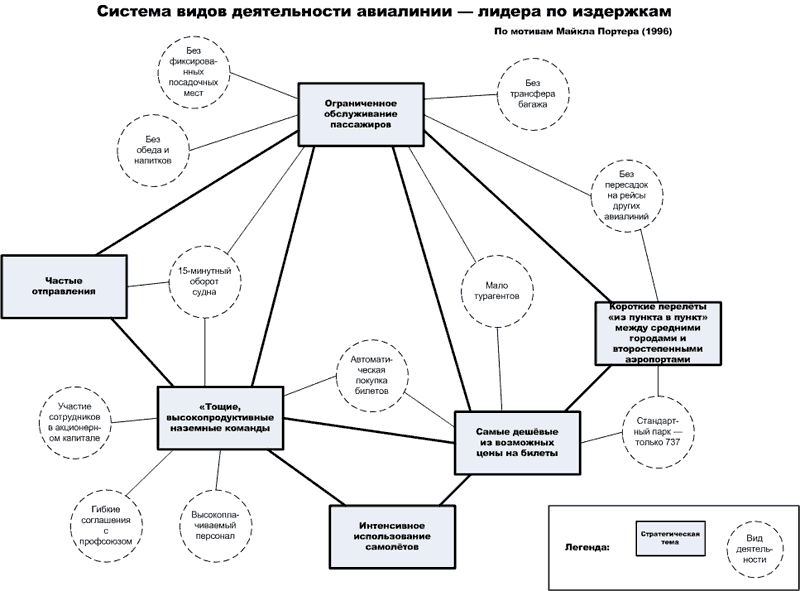 Система видов деятельности авиалинии — лидера по издержкам
По мотивам Майкла Портера (1996)
Без
фиксирова-
нных
посадочных
мест
Без
обеда и
напитков
Ограниченное
обслуживание
пассажиров
Без
трансфера
багажа
Без
пересадок
на рейсы
других
авиалиний
Частые
отправления
15-минутный
оборот
судна
Мало
турагентов
Короткие перелёты
«из пункта в пункт»
между средними
городами и
второстепенными
аэропортами
Автомати-
ческая
покупка
билетов
Участие
сотрудников
в акционерн-
ом капитале
«Тощие,
высокопродуктивные
наземные команды
Самые дешёвые
из возможных
цены на билеты
Стандарт-
ный парк —
только 737
Гибкие
соглашения
с
профсоюзом
Высокопла-
чиваемый
персонал
Интенсивное
использование
самолётов
Легенда:
Стратегическая
тема
Вид
деятель-
ности